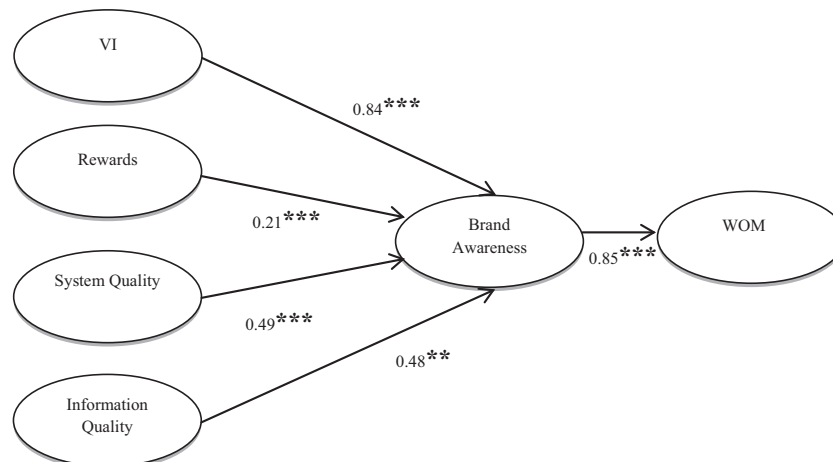 VI
0.84***
Rewards
0.21***
Brand
Awareness
WOM
0.85***
System Quality
0.49***
0.48**
Information
Quality